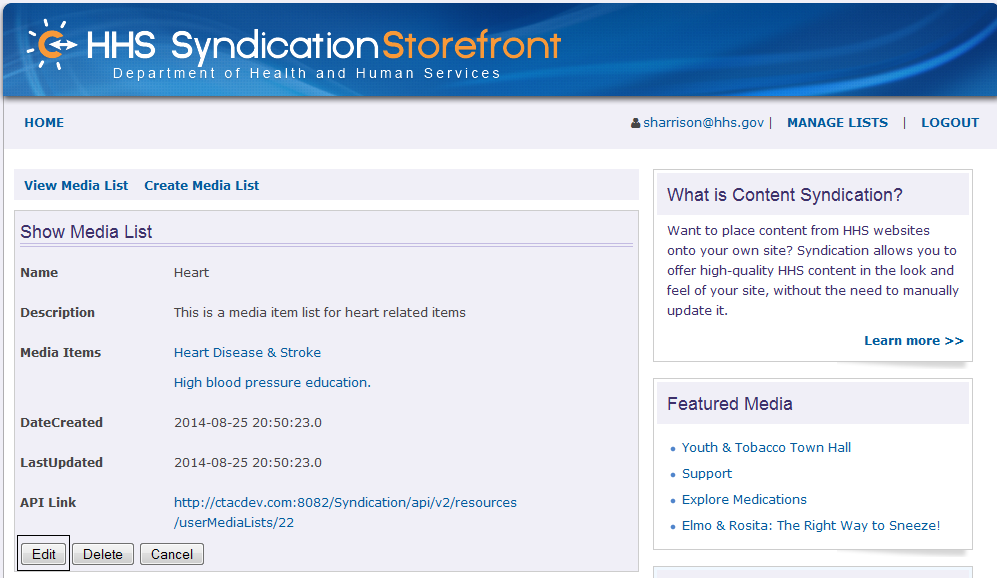 HHS SyndicationStorefront
Department of Health and Human Services
HOME
sharrison@hhs.gov | MANAGE LISTS | LOGOUT
View Media List Create Media List
Show Media List
Name Heart
Description This is a media item list for heart related items
Media Items Heart Disease & Stroke
High blood pressure education.
DateCreated 2014-08-25 20:50:23.0
LastUpdated 2014-08-25 20:50:23.0
API Link http://ctacdev.com:8082/Syndication/api/v2/resources
/userMediaLists/22
Edit Delete Cancel
What is Content Syndication?
Want to place content from HHS websites
onto your own site? Syndication allows you to
offer high-quality HHS content in the look and
feel of your site, without the need to manually
update it.
Learn more >>
Featured Media
Youth & Tobacco Town Hall
Support
Explore Medications
Elmo & Rosita: The Right Way to Sneeze!